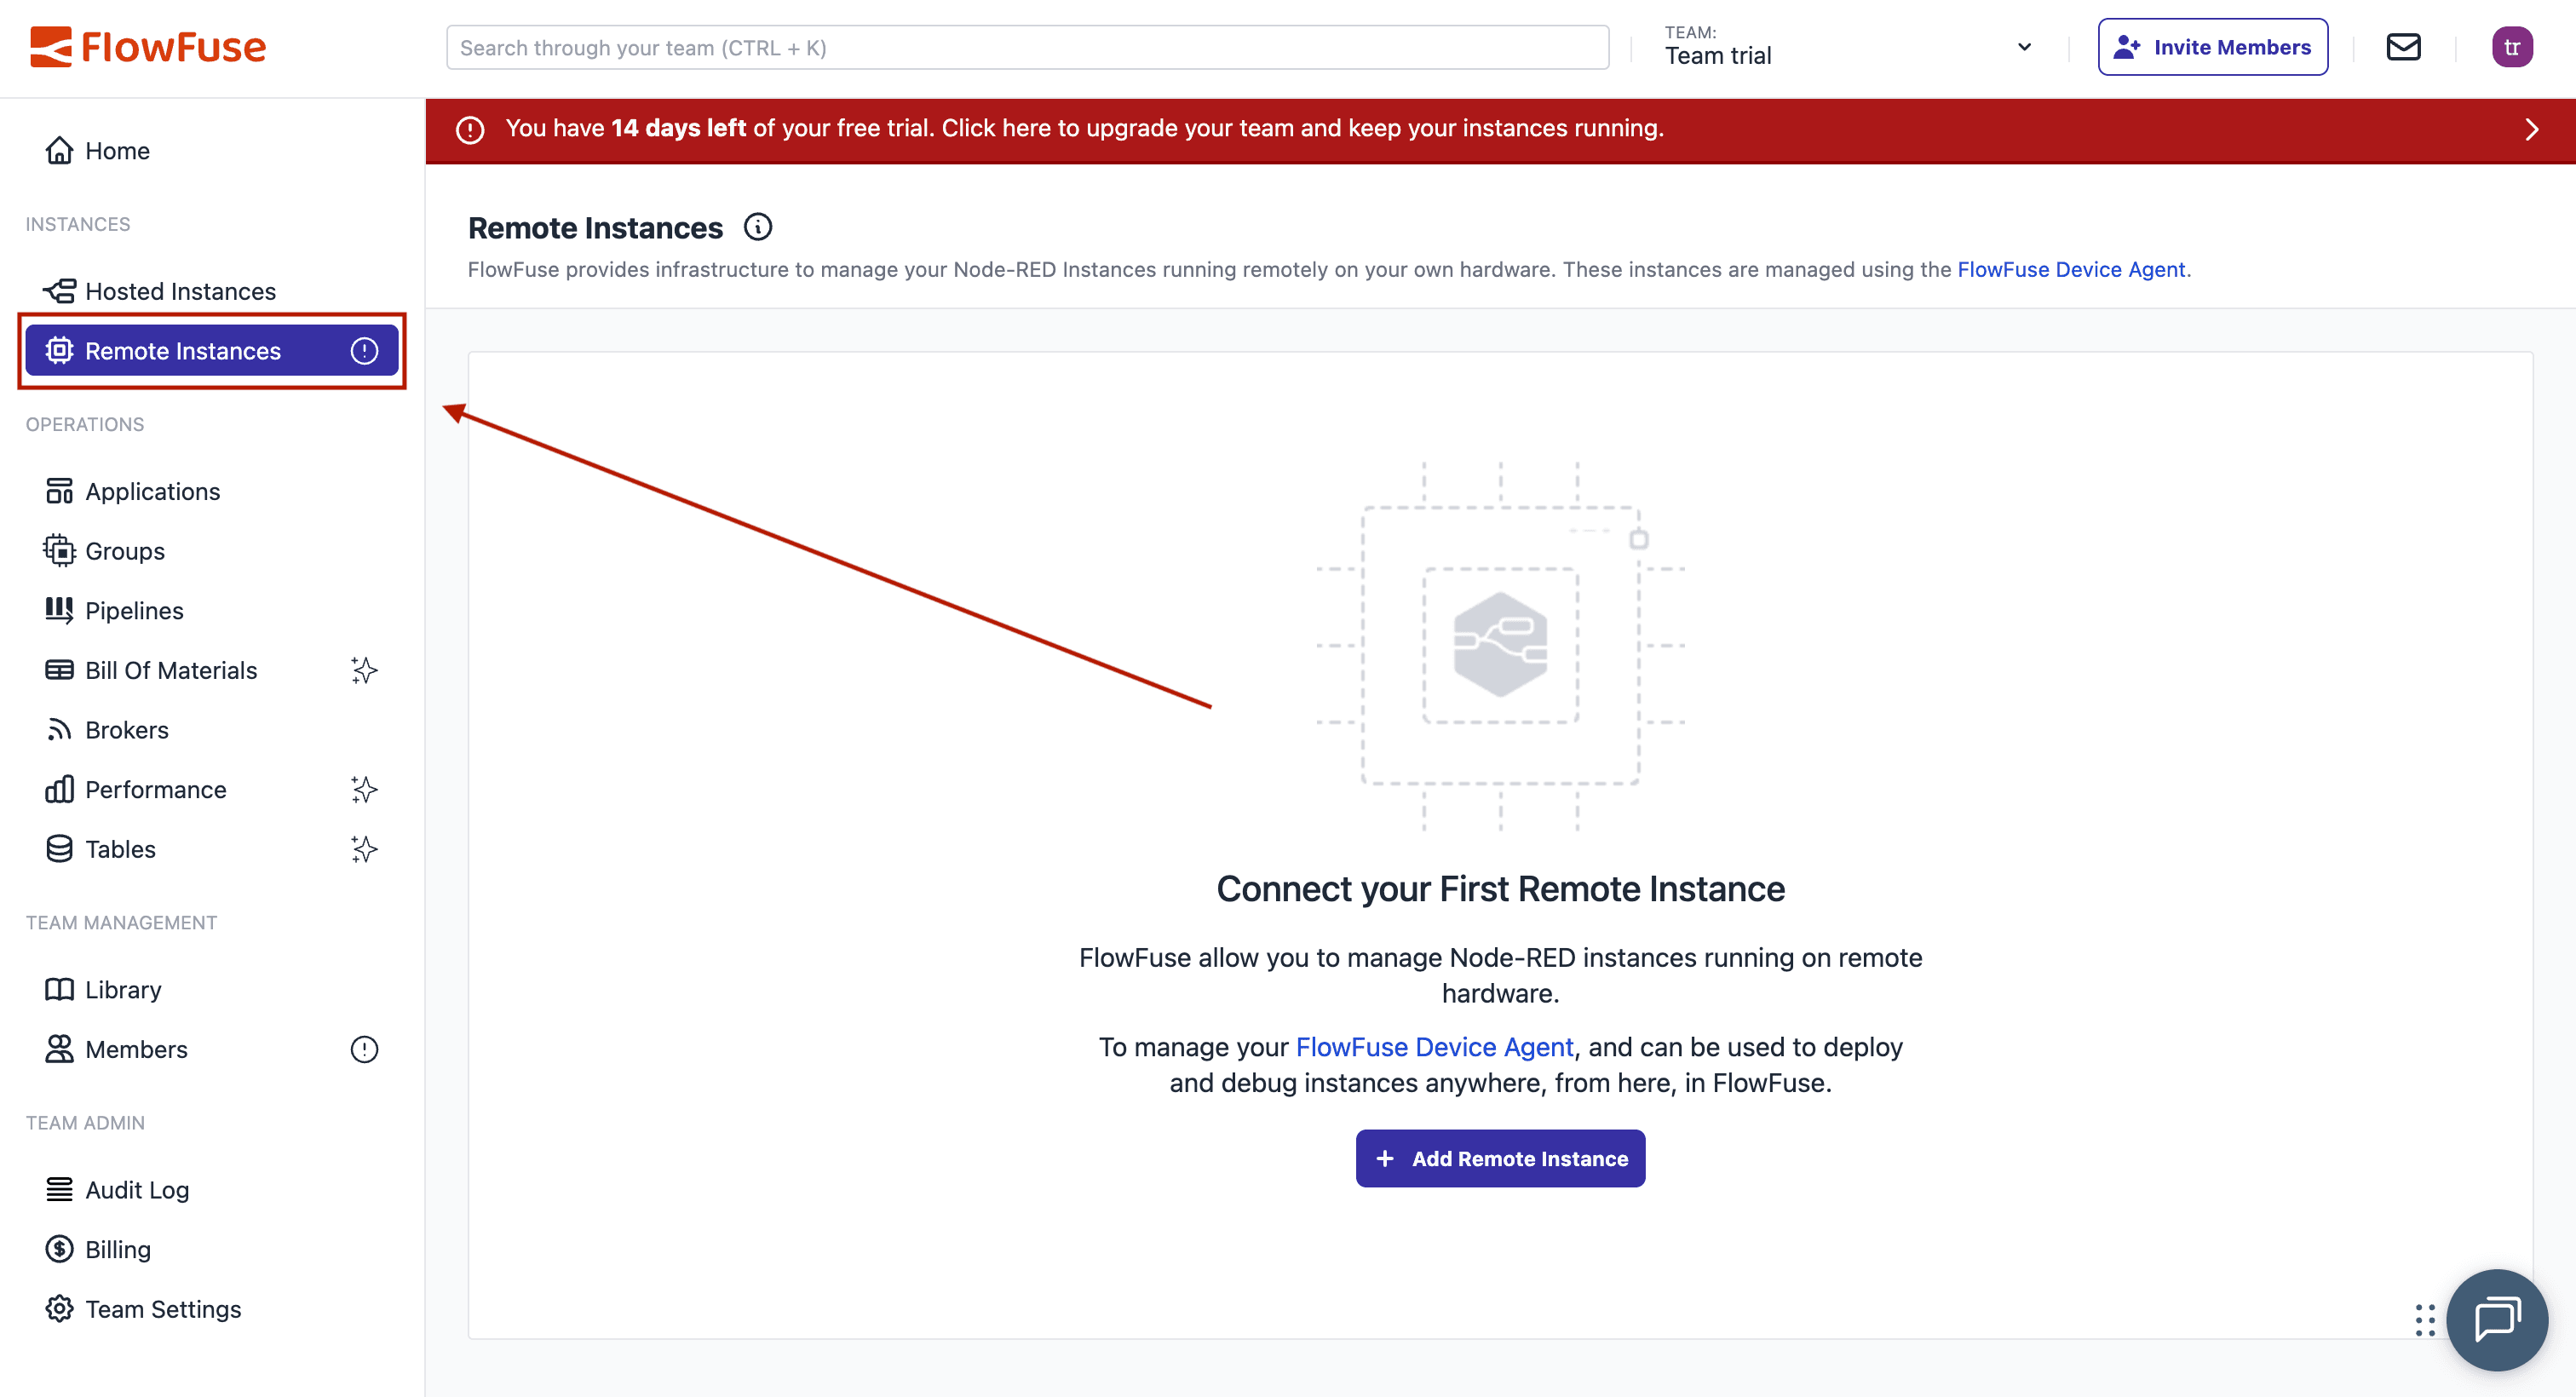 FlowFuse
Search through your team (CTRL + K)
TEAM:
Team trial
Invite Members
tr
You have 14 days left of your free trial. Click here to upgrade your team and keep your instances running.
Home
INSTANCES
Hosted Instances
Remote Instances
OPERATIONS
Applications
Groups
Pipelines
Bill Of Materials
Brokers
Performance
Tables
TEAM MANAGEMENT
Library
Members
TEAM ADMIN
Audit Log
Billing
Team Settings
Remote Instances
FlowFuse provides infrastructure to manage your Node-RED Instances running remotely on your own hardware. These instances are managed using the FlowFuse Device Agent.
Connect your First Remote Instance
FlowFuse allow you to manage Node-RED instances running on remote
hardware.
To manage your FlowFuse Device Agent, and can be used to deploy
and debug instances anywhere, from here, in FlowFuse.
+ Add Remote Instance